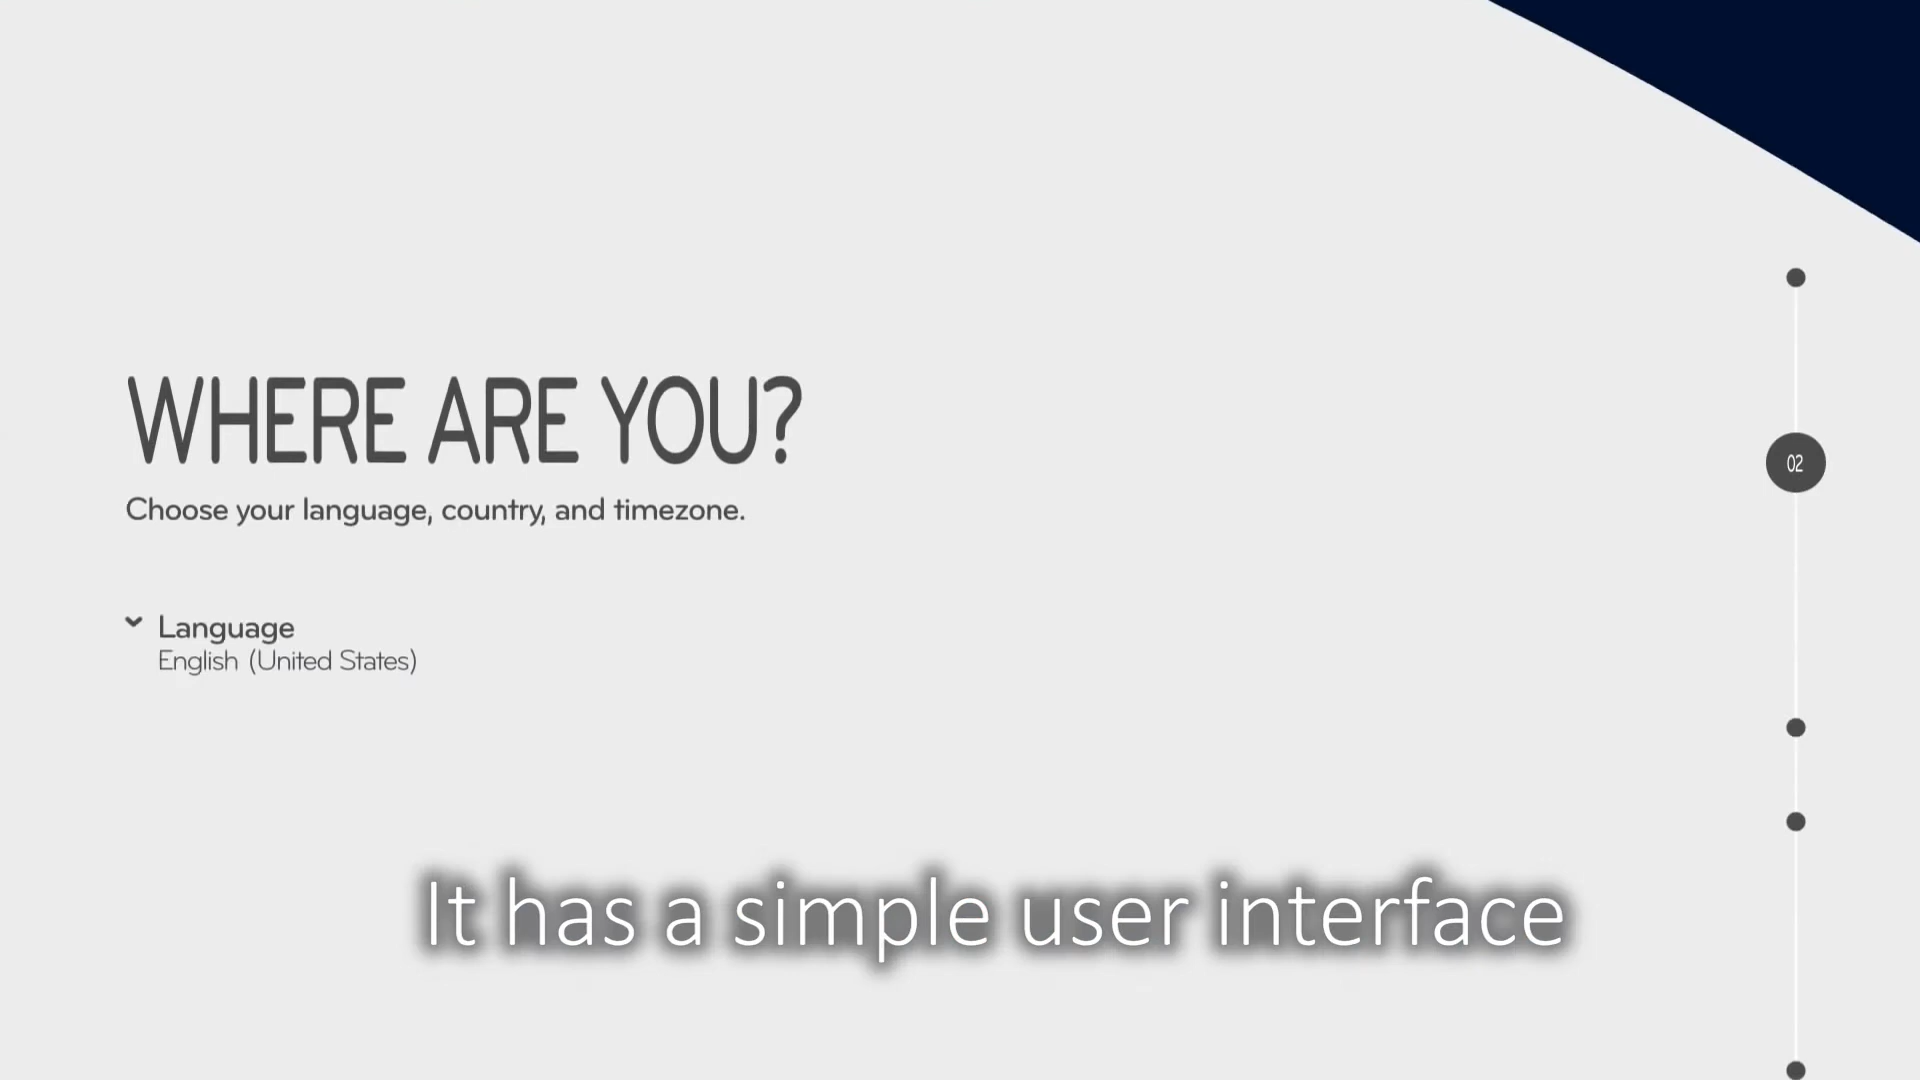 WHERE ARE YOU?
Choose your language, country, and timezone.
Language
English (United States)
02
It has a simple user interface